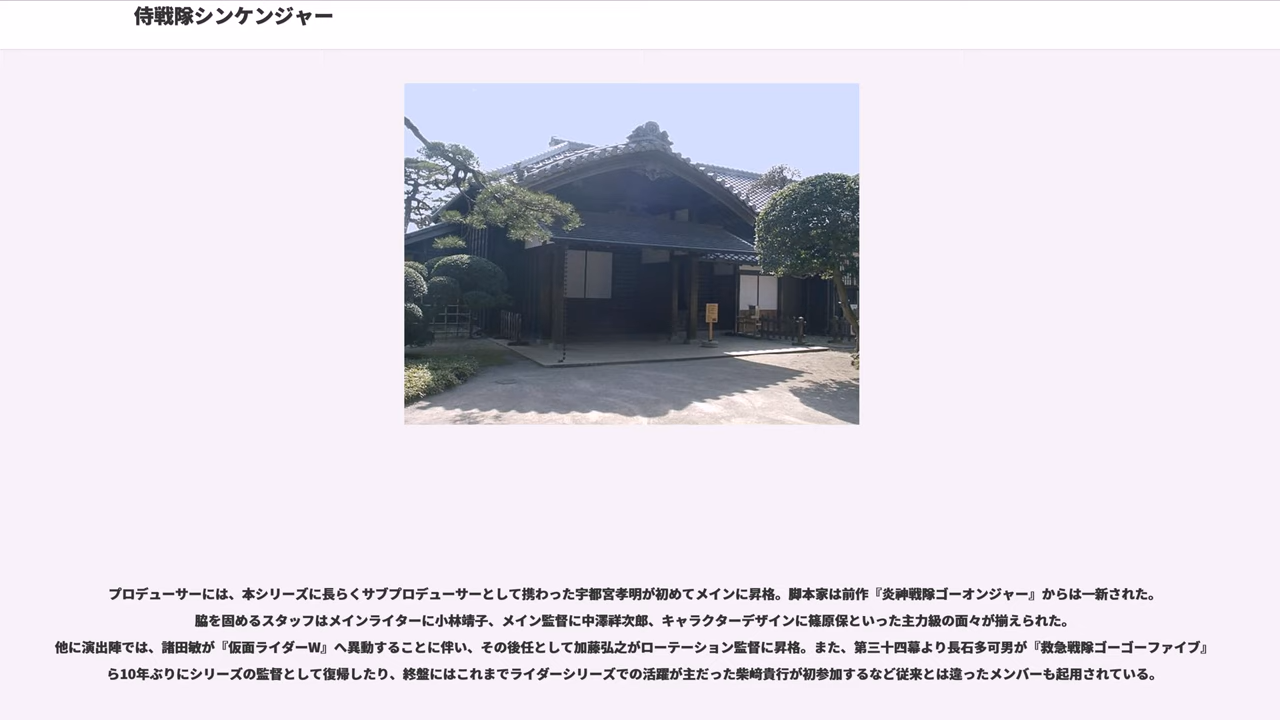 侍戦隊シンケンジャー
プロデューサーには、本シリーズに長らくサブプロデューサーとして携わった宇都宮孝明が初めてメインに昇格。脚本家は前作『炎神戦隊ゴーオンジャー』からは一新された。
脇を固めるスタッフはメインライターに小林靖子、メイン監督に中澤祥次郎、キャラクターデザインに篠原保といった主力級の面々が揃えられた。
他に演出陣では、諸田敏が『仮面ライダーW』へ異動することに伴い、その後任として加藤弘之がローテーション監督に昇格。また、第三十四幕より長石多可男が『救急戦隊ゴーゴーファイブ』
ら10年ぶりにシリーズの監督として復帰したり、終盤にはこれまでライダーシリーズでの活躍が主だった柴﨑貴行が初参加するなど従来とは違ったメンバーも起用されている。